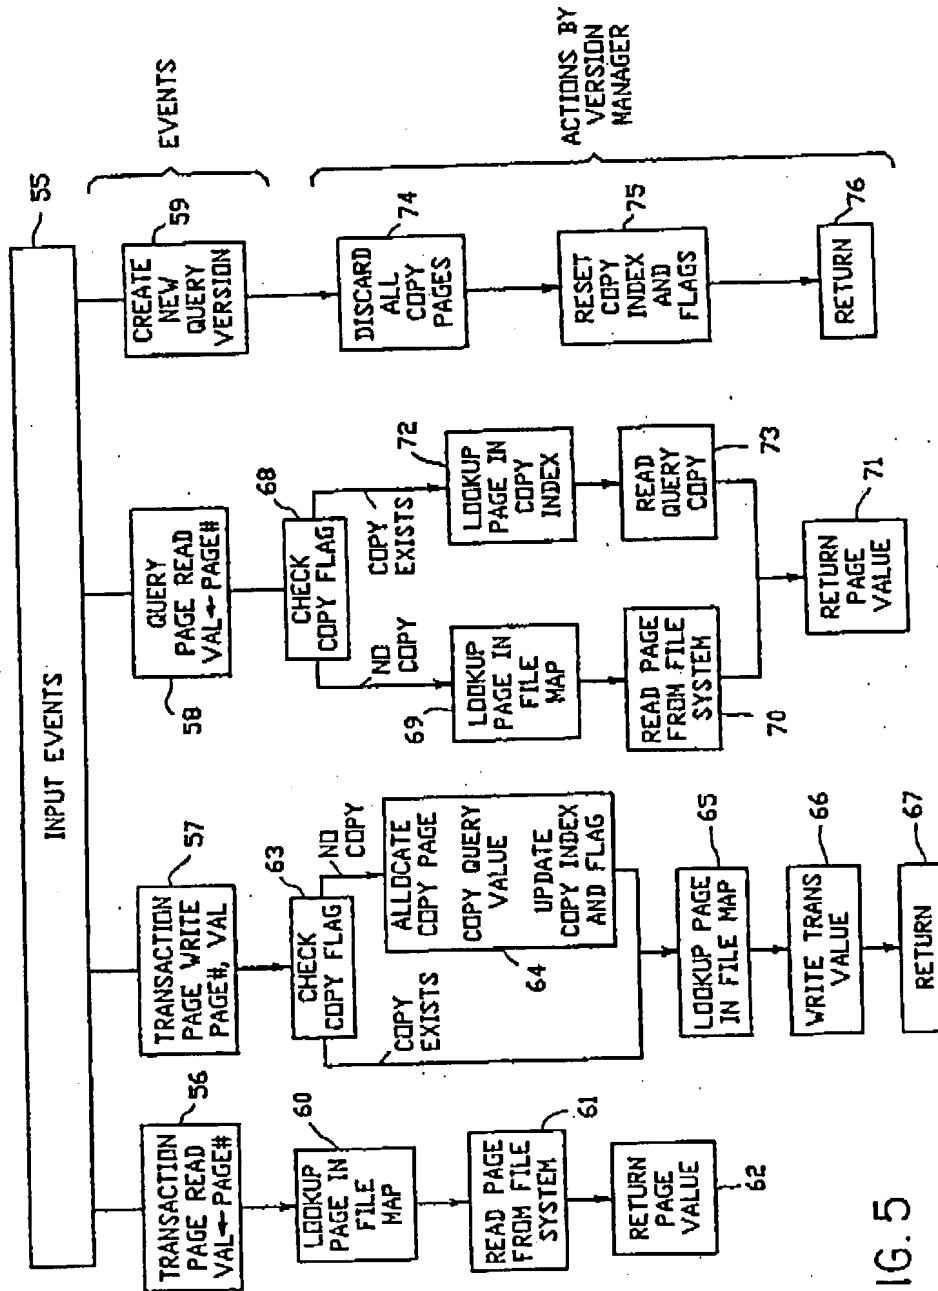 INPUT EVENTS
55
EVENTS
TRANSACTION
PAGE READ
VAL←PAGE#
56
TRANSACTION
PAGE WRITE
PAGE#, VAL
57
QUERY
PAGE READ
VAL←PAGE#
58
CREATE
NEW
QUERY
VERSION
59
ACTIONS BY
VERSION
MANAGER
LOOKUP
PAGE IN
FILE
MAP
60
READ PAGE
FROM FILE
SYSTEM
61
RETURN
PAGE
VALUE
62
CHECK
COPY FLAG
63
COPY
EXISTS
NO
COPY
ALLOCATE
COPY PAGE
COPY QUERY
VALUE
UPDATE
COPY INDEX
AND FLAG
64
LOOKUP PAGE
IN FILE MAP
65
WRITE TRANS
VALUE
66
RETURN
67
CHECK
COPY FLAG
68
NO
COPY
COPY
EXISTS
LOOKUP
PAGE IN
FILE
MAP
69
READ PAGE
FROM FILE
SYSTEM
70
LOOKUP
PAGE IN
COPY
INDEX
72
READ
QUERY
COPY
73
RETURN
PAGE
VALUE
71
DISCARD
ALL
COPY
PAGES
74
RESET
COPY
INDEX
AND
FLAGS
75
RETURN
76
IG. 5